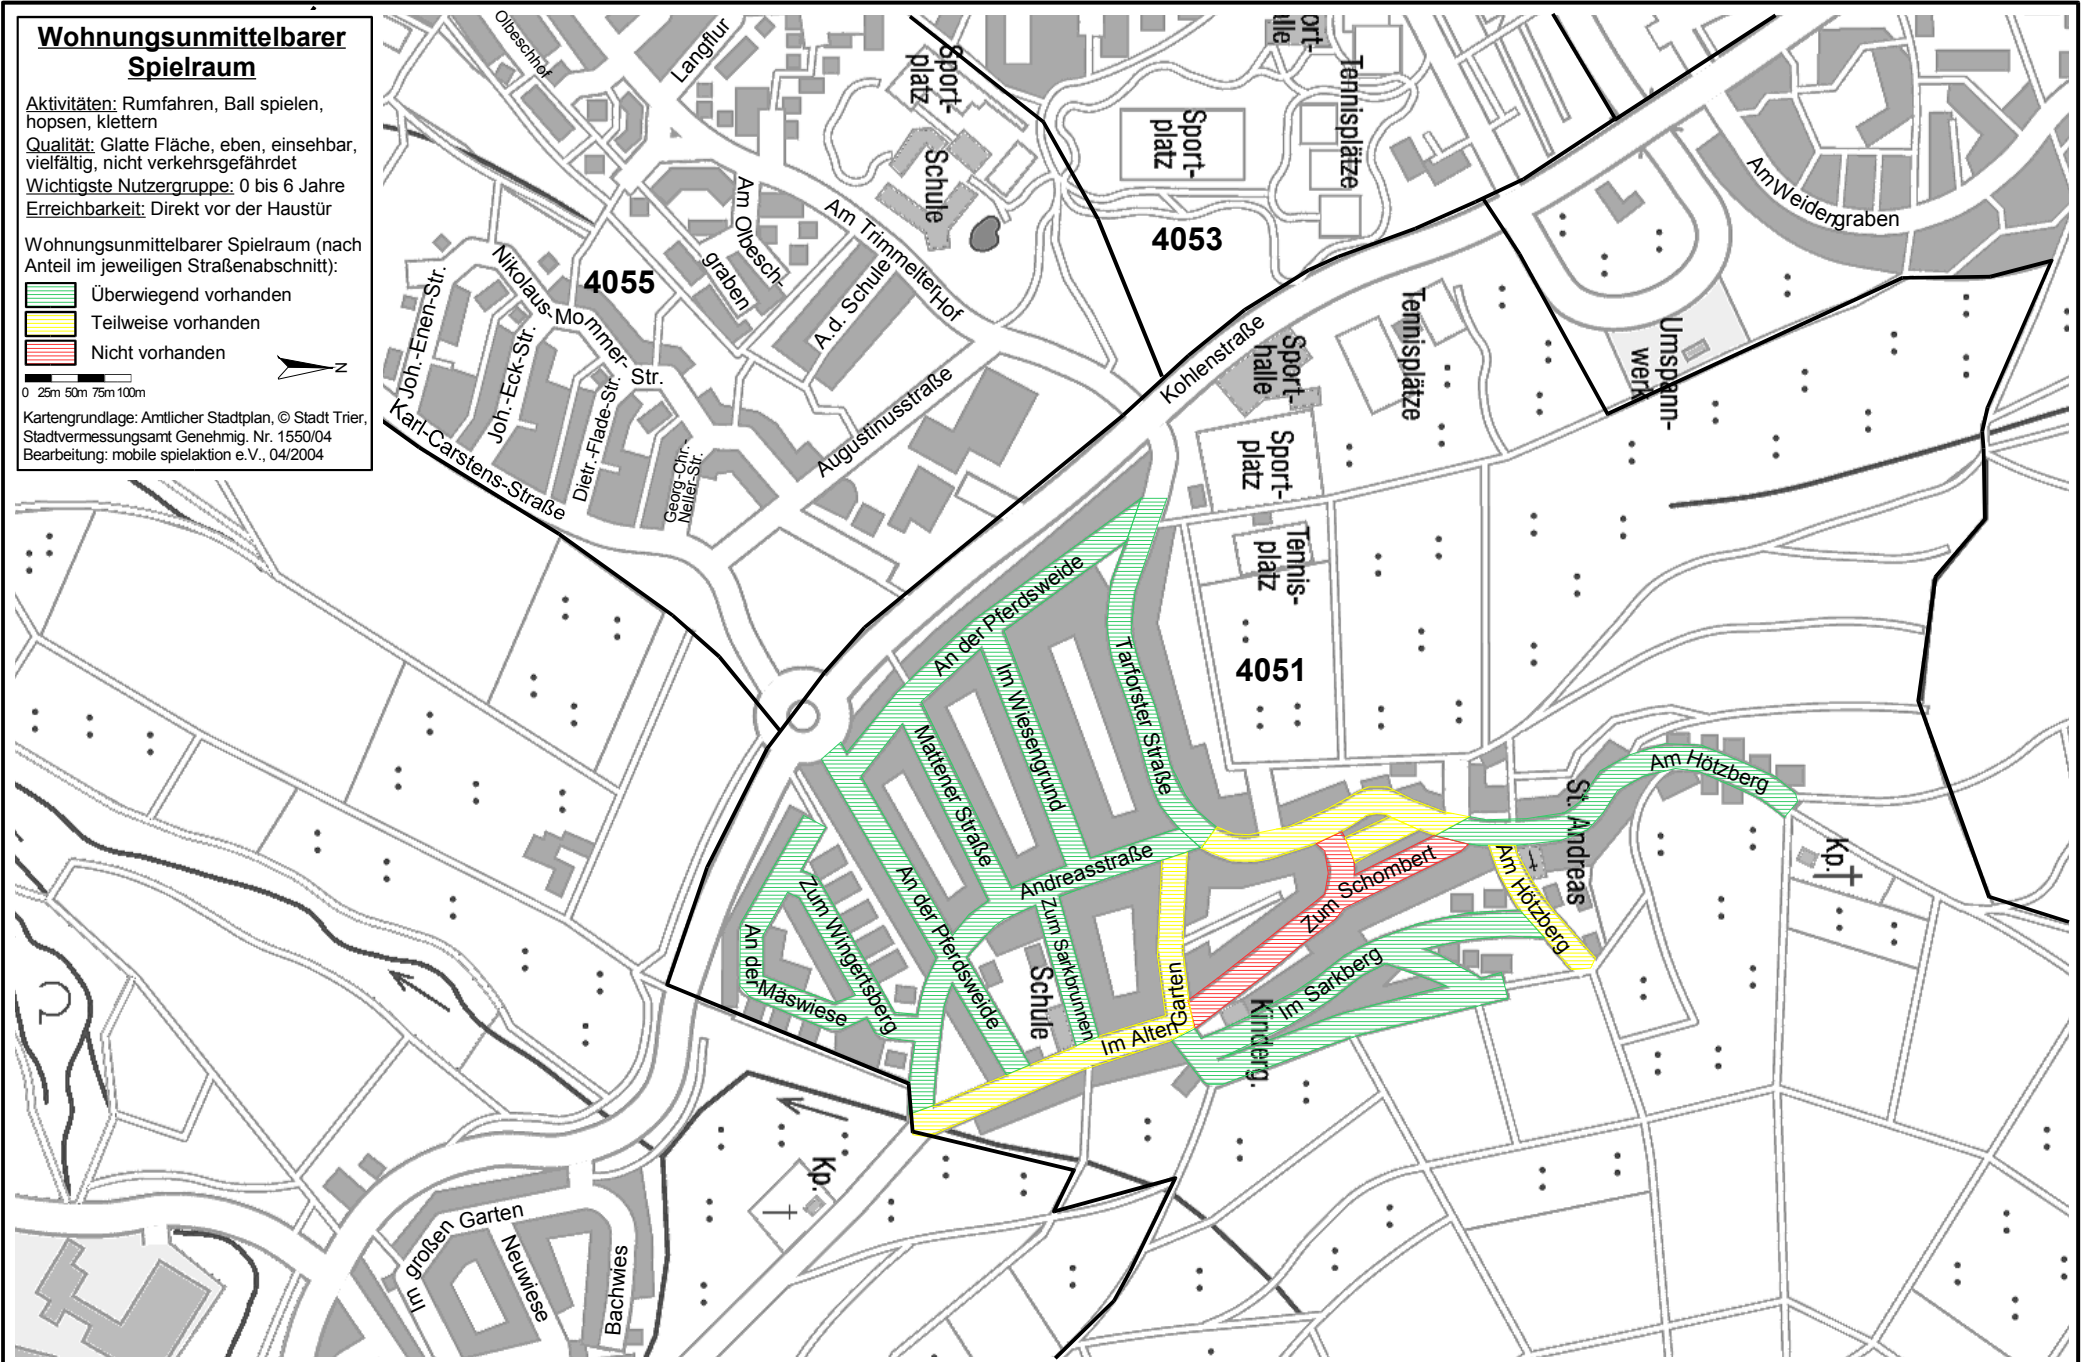 Wohnungsunmittelbarer
Spielraum
Aktivitäten: Rumfahren, Ball spielen,
hopsen, klettern
Qualität: Glatte Fläche, eben, einsehbar,
vielfältig, nicht verkehrsgefährdet
Wichtigste Nutzergruppe: 0 bis 6 Jahre
Erreichbarkeit: Direkt vor der Haustür
Wohnungsunmittelbarer Spielraum (nach
Anteil im jeweiligen Straßenabschnitt):
Überwiegend vorhanden
Teilweise vorhanden
Nicht vorhanden
N
0 25m 50m 75m 100m
Kartengrundlage: Amtlicher Stadtplan, © Stadt Trier,
Stadtvermessungsamt Genehmig. Nr. 1550/04
Bearbeitung: mobile spielaktion e.V., 04/2004
Olbeschhof
Langflur
Sport-
platz
Schule
ort-
alle
Tennisplätze
Sport-
platz
4053
Am Weidengraben
Am Olbesch-
graben
Am Trimmelter Hof
A.d. Schule
4055
Nikolaus-Mommer-
Str.
Joh.-Enen-Str.
Joh.-Eck-Str.
Dietr.-Flade-Str.
Georg-Chr.-
Neller-Str.
Karl-Carstens-Straße
Augustinusstraße
Kohlenstraße
Sport-
halle
Tennisplätze
Umspann-
werk
Sport-
platz
Tennis-
platz
4051
An der Pferdsweide
Im Wiesengrund
Tarforster Straße
Mattener Straße
An der Pferdsweide
Andreasstraße
Zum Sarkbrunnen
Zum Wingertsberg
An der Mäswiese
Schule
Im Alten
Garten
Zum Schombert
Im Sarkberg
Kinderg.
Am Hötzberg
St. Andreas
Am Hötzberg
Kp.
Kp.
Im großen Garten
Neuwiese
Bachwies